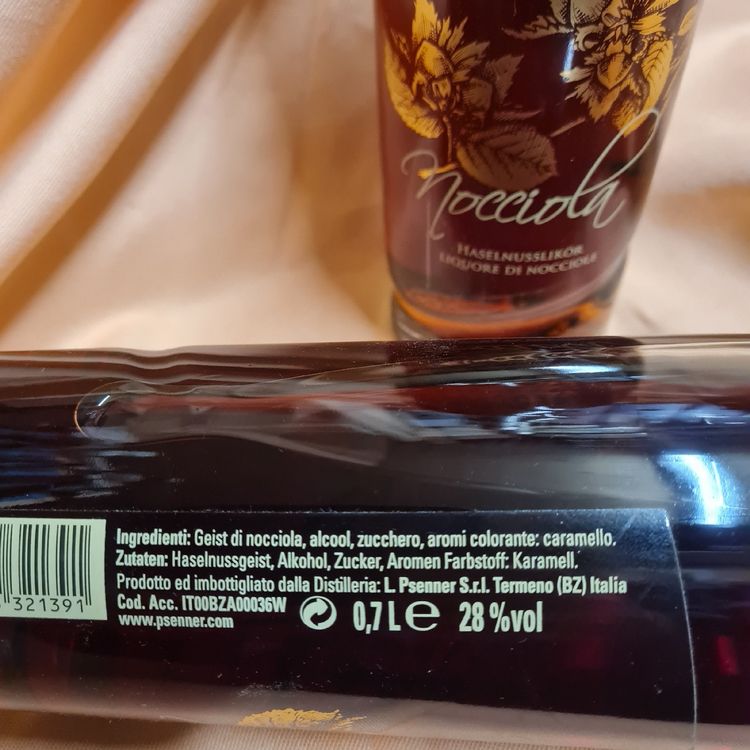 Nocciola
HASELNUSSLIKÖR
LIQUORE DI NOCCIOLE
Ingredienti: Geist di nocciola, alcool, zucchero, aromi colorante: caramello.
Zutaten: Haselnussgeist, Alkohol, Zucker, Aromen Farbstoff: Karamell.
Prodotto ed imbottigliato dalla Distilleria: L. Psenner S.r.l. Termeno (BZ) Italia
Cod. Acc. IT00BZA00036W
www.psenner.com
0,7 L e 28 %vol
321391